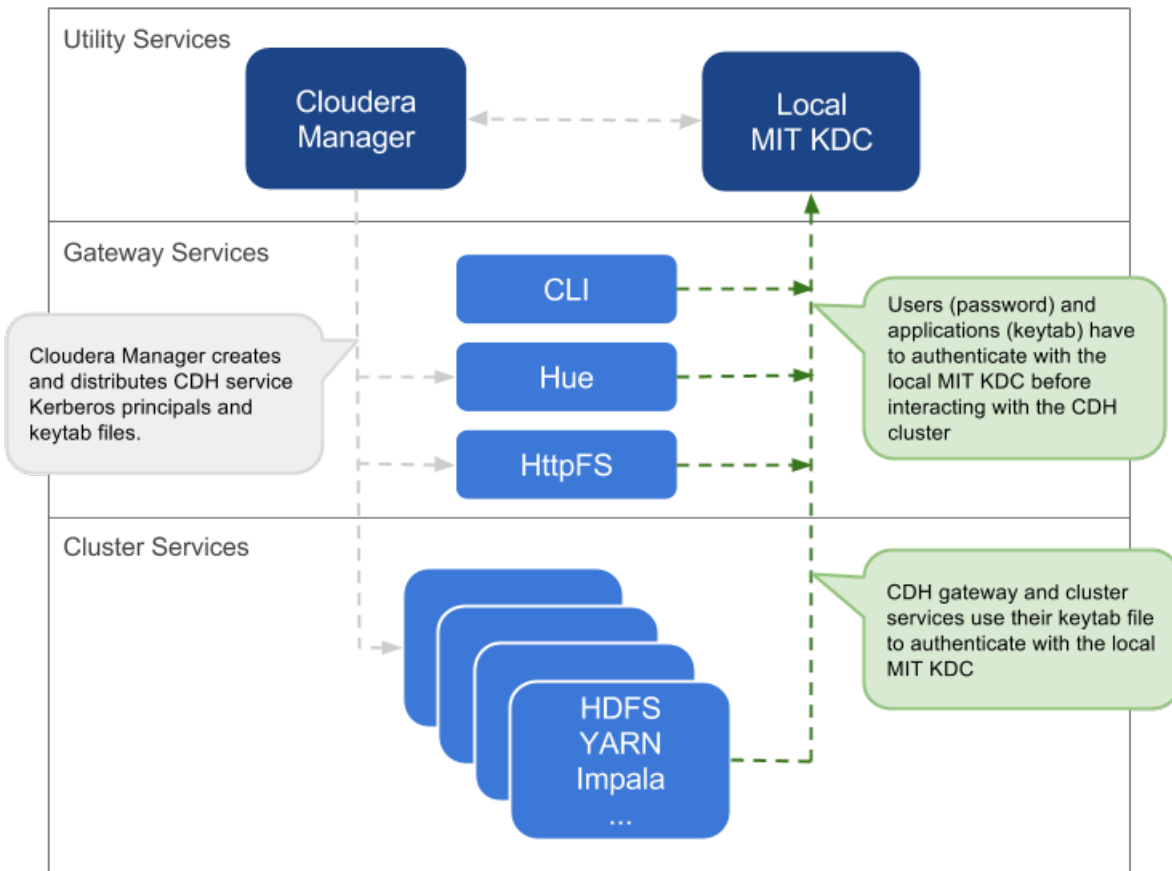 Utility Services
Cloudera
Manager
Local
MIT KDC
Gateway Services
CLI
Hue
HttpFS
Cloudera Manager creates
and distributes CDH service
Kerberos principals and
keytab files.
Users (password) and
applications (keytab) have
to authenticate with the
local MIT KDC before
interacting with the CDH
cluster
Cluster Services
HDFS
YARN
Impala
...
CDH gateway and cluster
services use their keytab file
to authenticate with the local
MIT KDC